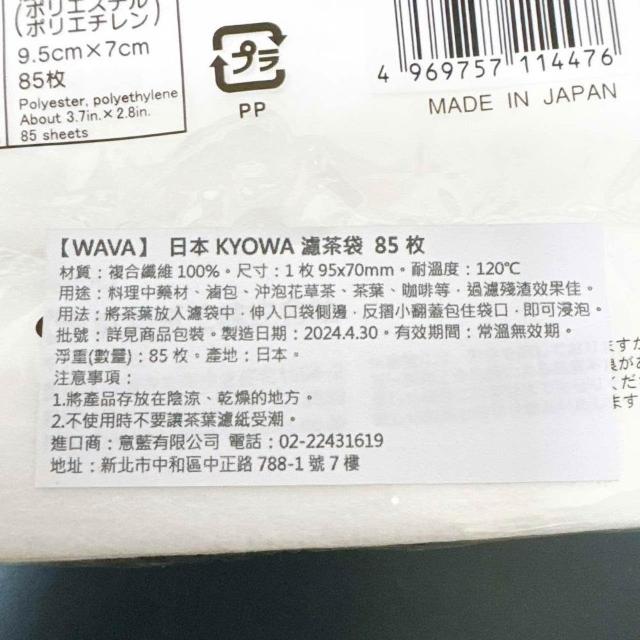 (ポリエステル
ポリエチレン)
9.5cm×7cm
85枚
Polyester, polyethylene
About 3.7in.×2.8in.
85 sheets
プラ
PP
4 969757 114476
MADE IN JAPAN
【WAVA】 日本 KYOWA 濾茶袋 85 枚
材質：複合纖維 100%。尺寸：1 枚 95x70mm。耐溫度：120℃
用途：料理中藥材、滷包、沖泡花草茶、茶葉、咖啡等，過濾殘渣效果佳。
用法：將茶葉放入濾袋中，伸入口袋側邊，反摺小翻蓋包住袋口，即可浸泡。
批號：詳見商品包裝。製造日期：2024.4.30。有效期間：常溫無效期。
淨重(數量)：85 枚。產地：日本。
注意事項：
1.將產品存放在陰涼、乾燥的地方。
2.不使用時不要讓茶葉濾紙受潮。
進口商：意藍有限公司 電話：02-22431619
地址：新北市中和區中正路 788-1 號 7 樓